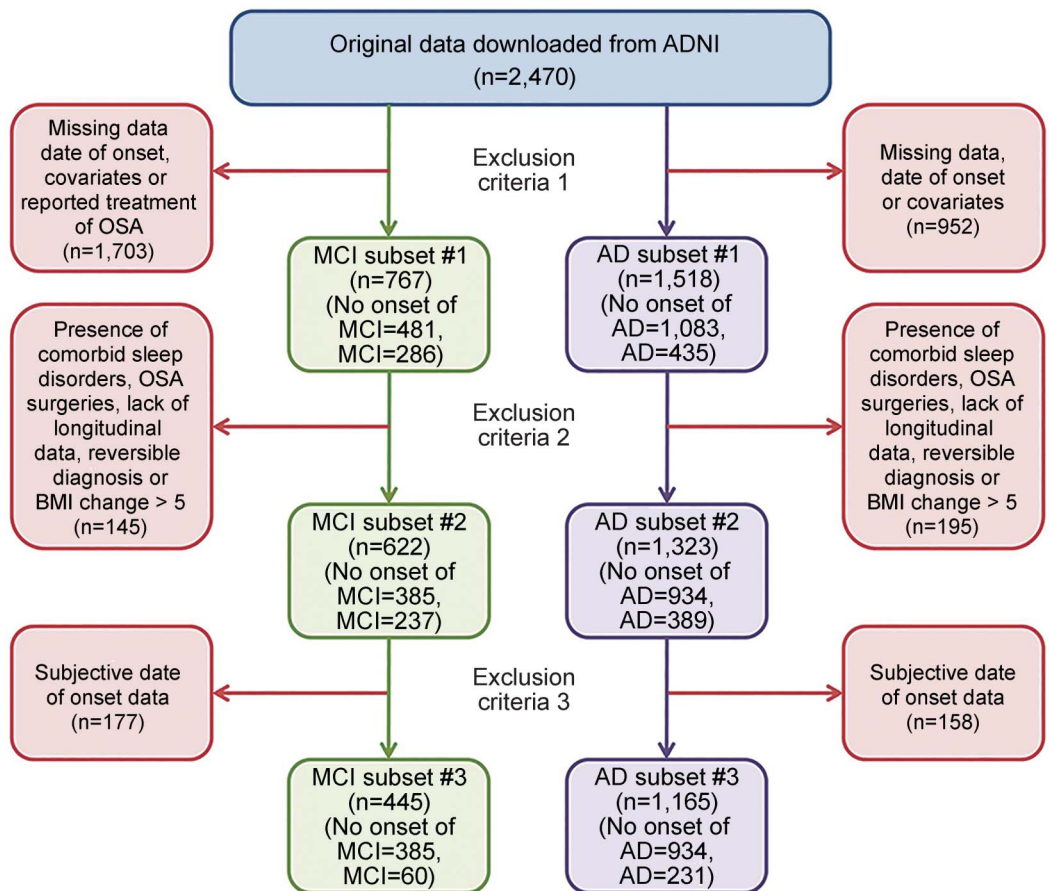 Original data downloaded from ADNI
(n=2,470)
Missing data
date of onset,
covariates or
reported treatment
of OSA
(n=1,703)
Exclusion
criteria 1
Missing data,
date of onset
or covariates
(n=952)
MCI subset #1
(n=767)
(No onset of
MCI=481,
MCI=286)
AD subset #1
(n=1,518)
(No onset of
AD=1,083,
AD=435)
Presence of
comorbid sleep
disorders, OSA
surgeries, lack of
longitudinal
data, reversible
diagnosis or
BMI change > 5
(n=145)
Exclusion
criteria 2
Presence of
comorbid sleep
disorders, OSA
surgeries, lack of
longitudinal
data, reversible
diagnosis or
BMI change > 5
(n=195)
MCI subset #2
(n=622)
(No onset of
MCI=385,
MCI=237)
AD subset #2
(n=1,323)
(No onset of
AD=934,
AD=389)
Subjective date
of onset data
(n=177)
Exclusion
criteria 3
Subjective date
of onset data
(n=158)
MCI subset #3
(n=445)
(No onset of
MCI=385,
MCI=60)
AD subset #3
(n=1,165)
(No onset of
AD=934,
AD=231)